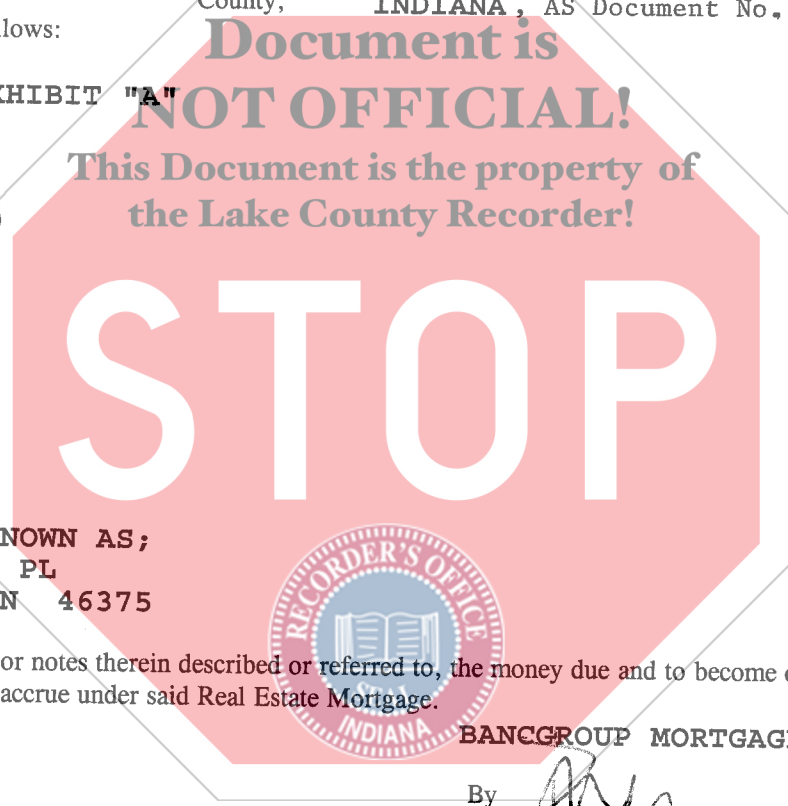 County, INDIANA, AS Document No.
llows:
Document is
XHIBIT "A"
NOT OFFICIAL!
This Document is the property of
the Lake County Recorder!
STOP
NOWN AS;
PL
N 46375
RECORDER'S OFFICE
SEAL
INDIANA
or notes therein described or referred to, the money due and to become
accrue under said Real Estate Mortgage.
BANCGROUP MORTGAGE
By